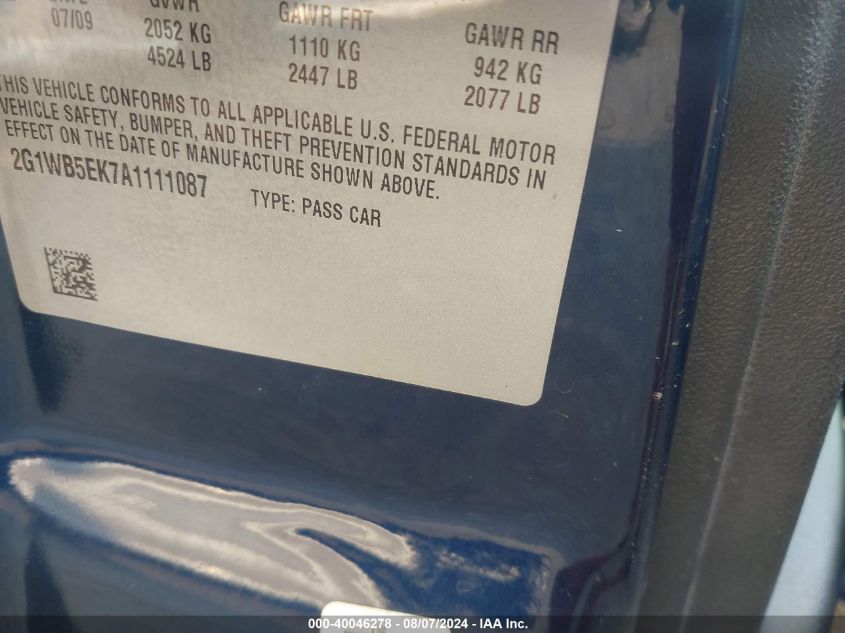 07/09
GVWR
2052 KG
4524 LB
GAWR FRT
1110 KG
2447 LB
GAWR RR
942 KG
2077 LB
THIS VEHICLE CONFORMS TO ALL APPLICABLE U.S. FEDERAL MOTOR
VEHICLE SAFETY, BUMPER, AND THEFT PREVENTION STANDARDS IN
EFFECT ON THE DATE OF MANUFACTURE SHOWN ABOVE.
2G1WB5EK7A1111087 TYPE: PASS CAR
000-40046278 - 08/07/2024 - IAA Inc.